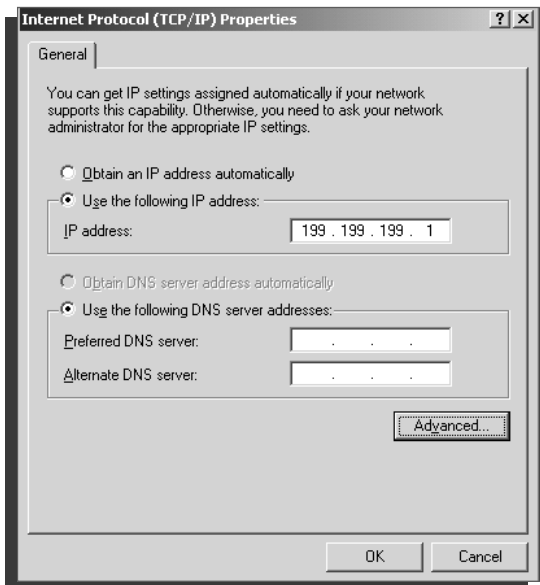 Internet Protocol (TCP/IP) Properties
General
You can get IP settings assigned automatically if your network
supports this capability. Otherwise, you need to ask your network
administrator for the appropriate IP settings.
Obtain an IP address automatically
Use the following IP address:
IP address: 199 . 199 . 199 . 1
Obtain DNS server address automatically
Use the following DNS server addresses:
Preferred DNS server: . . .
Alternate DNS server: . . .
Advanced...
OK Cancel